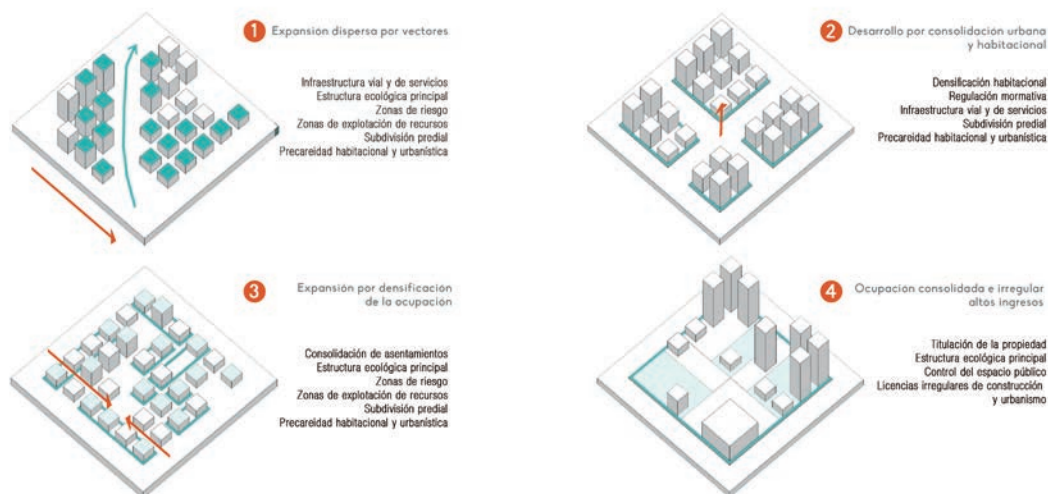 1 Expansión dispersa por vectores
Infraestructura vial y de servicios
Estructura ecológica principal
Zonas de riesgo
Zonas de explotación de recursos
Subdivisión predial
Precareidad habitacional y urbanística
2 Desarrollo por consolidación urbana
y habitacional
Densificación habitacional
Regulación mormativa
Infraestructura vial y de servicios
Subdivisión predial
Precareidad habitacional y urbanística
3 Expansión por densificación
de la ocupación
Consolidación de asentamientos
Estructura ecológica principal
Zonas de riesgo
Zonas de explotación de recursos
Subdivisión predial
Precareidad habitacional y urbanística
4 Ocupación consolidada e irregular
altos ingresos
Titulación de la propiedad
Estructura ecológica principal
Control del espacio público
Licencias irregulares de construcción
y urbanismo